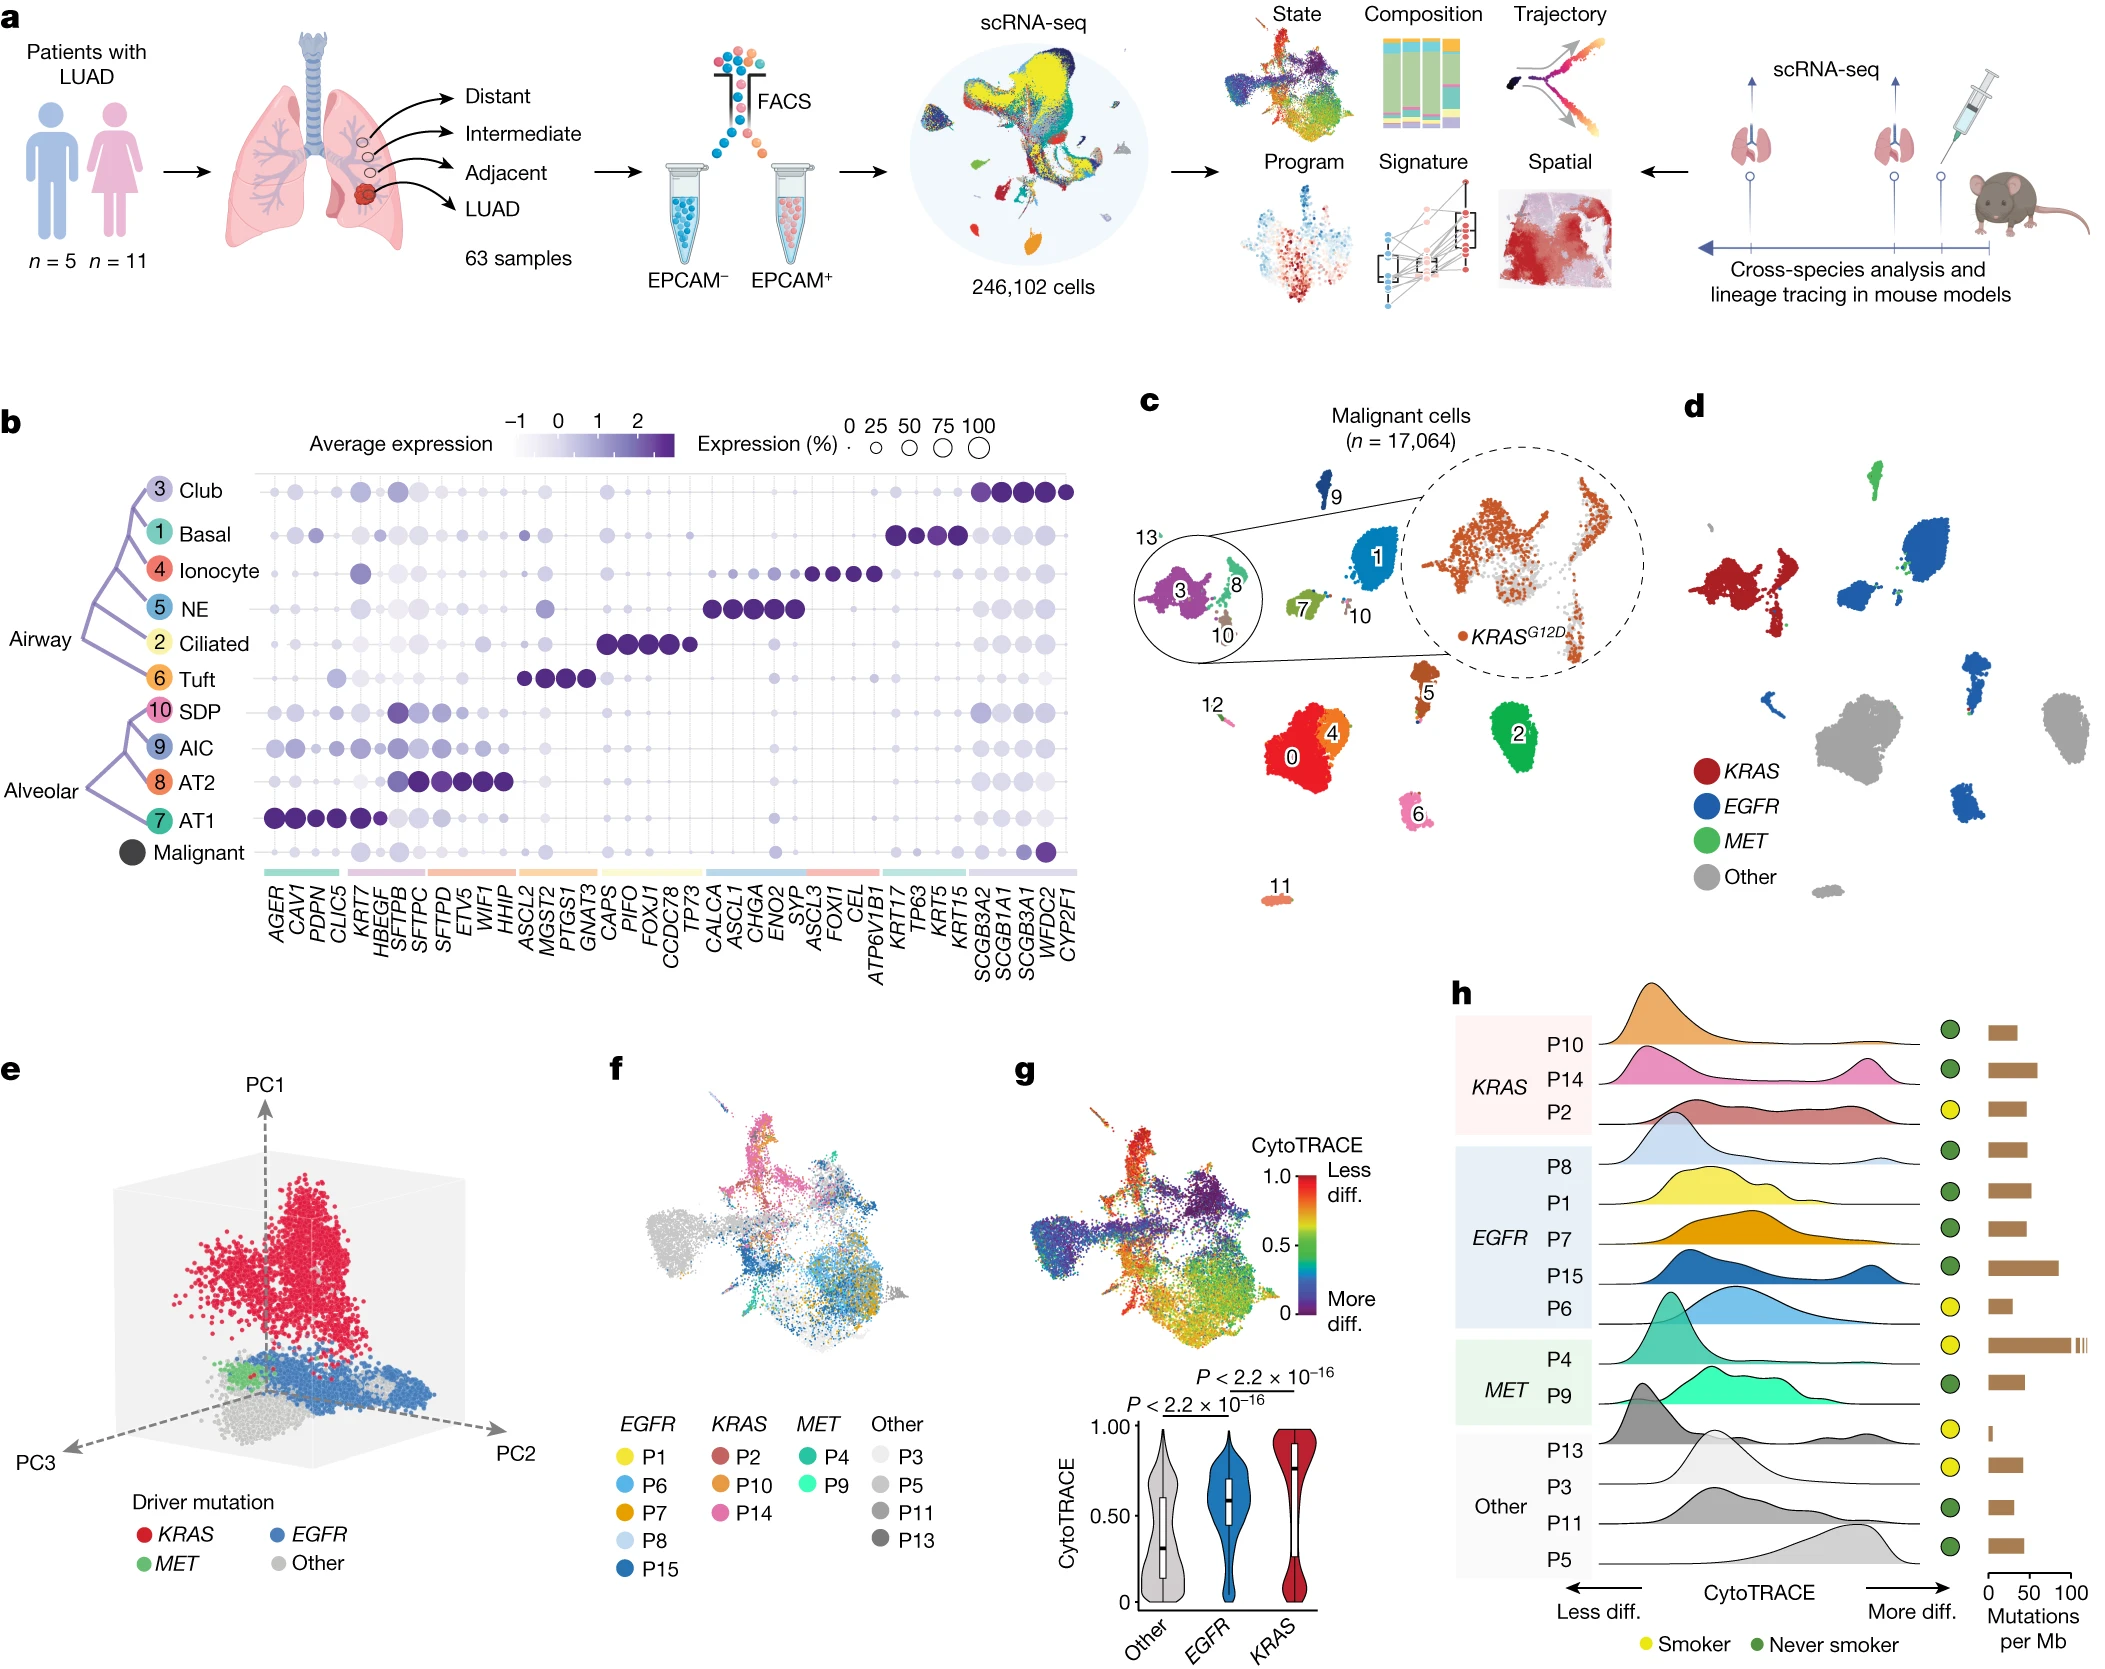 a
Patients with
LUAD
n = 5 n = 11
Distant
Intermediate
Adjacent
LUAD
63 samples
FACS
EPCAM⁻ EPCAM⁺
scRNA-seq
246,102 cells
State Composition Trajectory
Program Signature Spatial
scRNA-seq
Cross-species analysis and
lineage tracing in mouse models
b
Average expression
−1 0 1 2
Expression (%)
0 25 50 75 100
Airway
3 Club
1 Basal
4 Ionocyte
5 NE
2 Ciliated
6 Tuft
Alveolar
10 SDP
9 AIC
8 AT2
7 AT1
Malignant
AGER
CAV1
PDPN
CLIC5
KRT7
HBEGF
SFTPB
SFTPC
SFTPD
ETV5
WIF1
HHIP
ASCL2
MGST2
PTGS1
GNAT3
CAPS
PIFO
FOXJ1
CCDC78
TP73
CALCA
ASCL1
CHGA
ENO2
SYP
ASCL3
FOXI1
CEL
ATP6V1B1
KRT17
TP63
KRT5
KRT15
SCGB3A2
SCGB1A1
SCGB3A1
WFDC2
CYP2F1
c
Malignant cells
(n = 17,064)
9
13
1
3
8
7
10
10
KRASᴳ¹²ᴰ
12
5
0
4
2
6
11
d
KRAS
EGFR
MET
Other
e
PC1
PC3
PC2
Driver mutation
KRAS EGFR
MET Other
f
EGFR KRAS MET Other
P1 P2 P4 P3
P6 P10 P9 P5
P7 P14 P11
P8 P13
P15
g
CytoTRACE
1.0 Less
diff.
0.5
More
0 diff.
P < 2.2 × 10⁻¹⁶
P < 2.2 × 10⁻¹⁶
CytoTRACE
1.00
0.50
0
Other
EGFR
KRAS
h
KRAS
P10
P14
P2
EGFR
P8
P1
P7
P15
P6
MET
P4
P9
Other
P13
P3
P11
P5
CytoTRACE
Less diff. More diff.
0 50 100
Mutations
per Mb
Smoker Never smoker